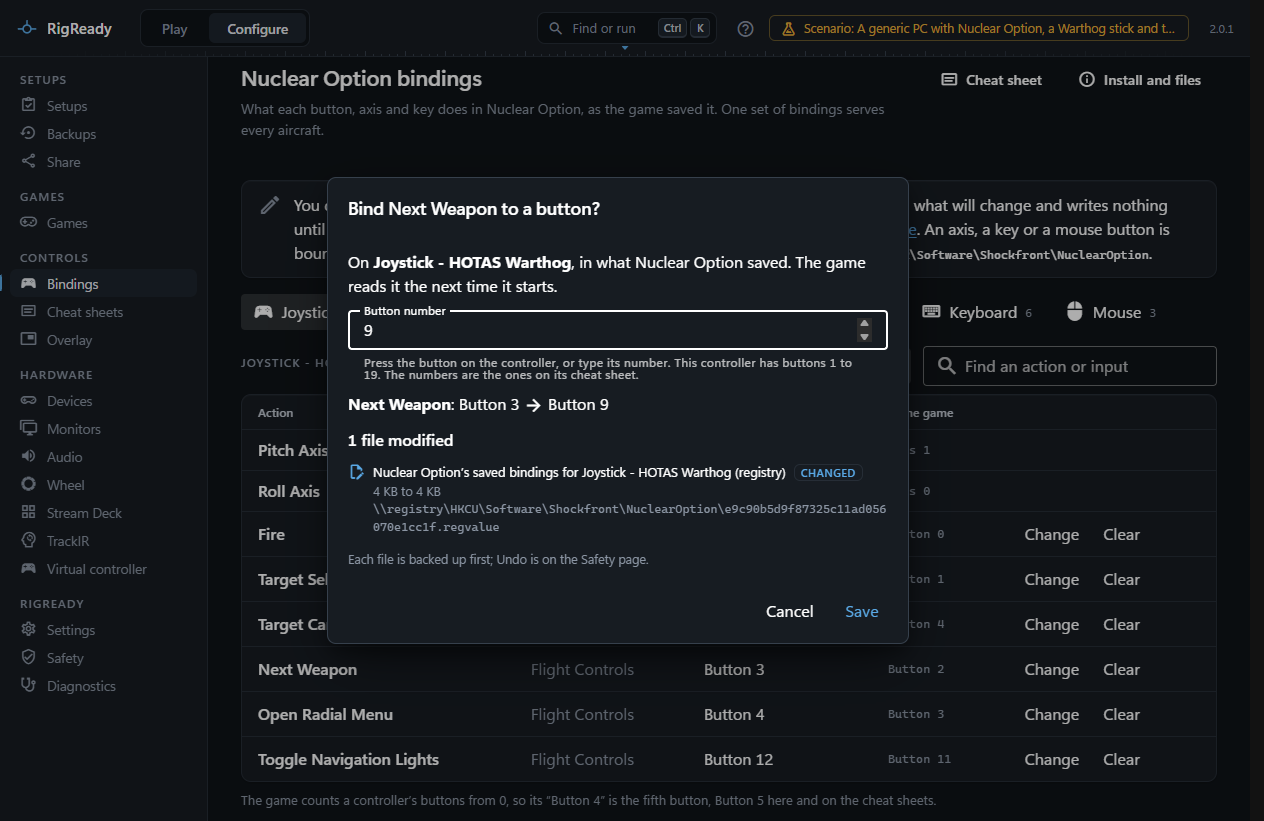 RigReady
Play
Configure
Find or run
Ctrl
K
Scenario: A generic PC with Nuclear Option, a Warthog stick and t...
2.0.1
SETUPS
Setups
Backups
Share
GAMES
Games
CONTROLS
Bindings
Cheat sheets
Overlay
HARDWARE
Devices
Monitors
Audio
Wheel
Stream Deck
TrackIR
Virtual controller
RIGREADY
Settings
Safety
Diagnostics
Nuclear Option bindings
Cheat sheet
Install and files
What each button, axis and key does in Nuclear Option, as the game saved it. One set of bindings serves
every aircraft.
You
what will change and writes nothing
until
. An axis, a key or a mouse button is
\Software\Shockfront\NuclearOption.
Keyboard 6
Mouse 3
Find an action or input
Bind Next Weapon to a button?
On Joystick - HOTAS Warthog, in what Nuclear Option saved. The game
reads it the next time it starts.
Button number
9
Press the button on the controller, or type its number. This controller has buttons 1 to
19. The numbers are the ones on its cheat sheet.
Next Weapon: Button 3 → Button 9
1 file modified
Nuclear Option's saved bindings for Joystick - HOTAS Warthog (registry) CHANGED
4 KB to 4 KB
\\registry\HKCU\Software\Shockfront\NuclearOption\e9c90b5d9f87325c11ad056
070e1cc1f.regvalue
Each file is backed up first; Undo is on the Safety page.
Cancel
Save
JOYSTICK - HO
Action
game
Pitch Axis
1
Roll Axis
0
Fire
0
Change
Clear
Target
1
Change
Clear
Target
4
Change
Clear
Next Weapon
Flight Controls
Button 3
Button 2
Change
Clear
Open Radial Menu
Flight Controls
Button 4
Button 3
Change
Clear
Toggle Navigation Lights
Flight Controls
Button 12
Button 11
Change
Clear
The game counts a controller's buttons from 0, so its "Button 4" is the fifth button, Button 5 here and on the cheat sheets.